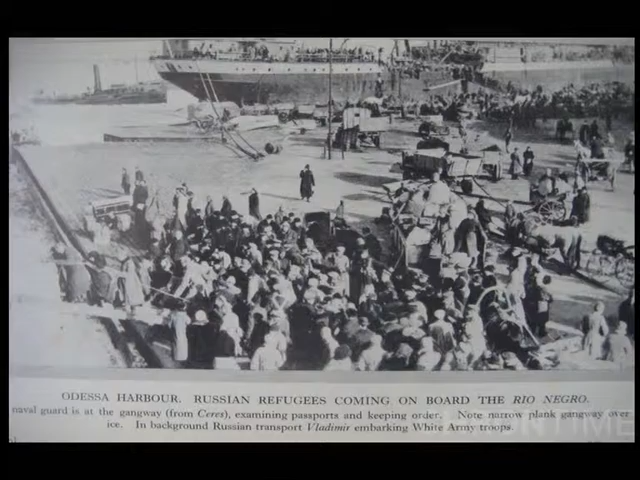 ODESSA HARBOUR. RUSSIAN REFUGEES COMING ON BOARD THE RIO NEGRO.
naval guard is at the gangway (from Ceres), examining passports and keeping order. Note narrow plank gangway over
ice. In background Russian transport Vladimir embarking White Army troops.